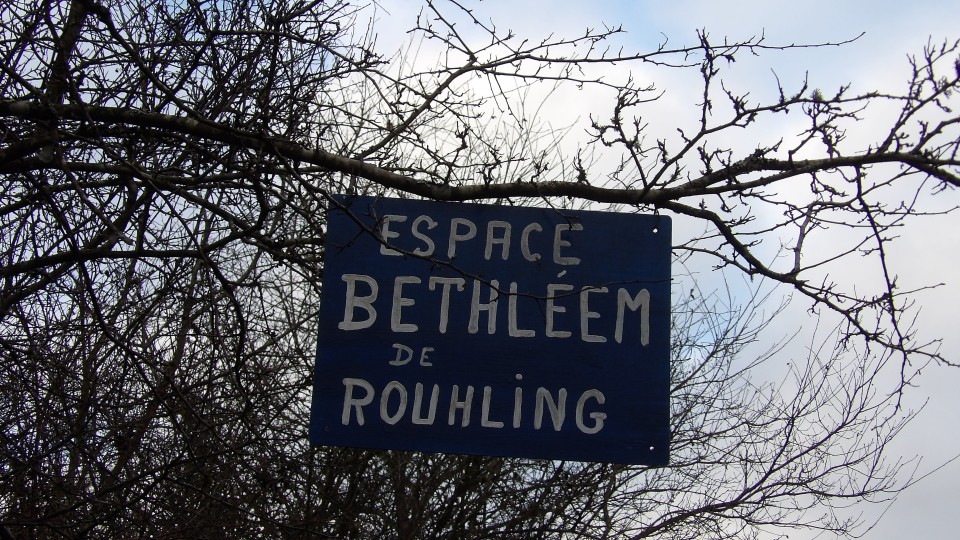 ESPACE
BETHLÉEM
DE
ROUHLING